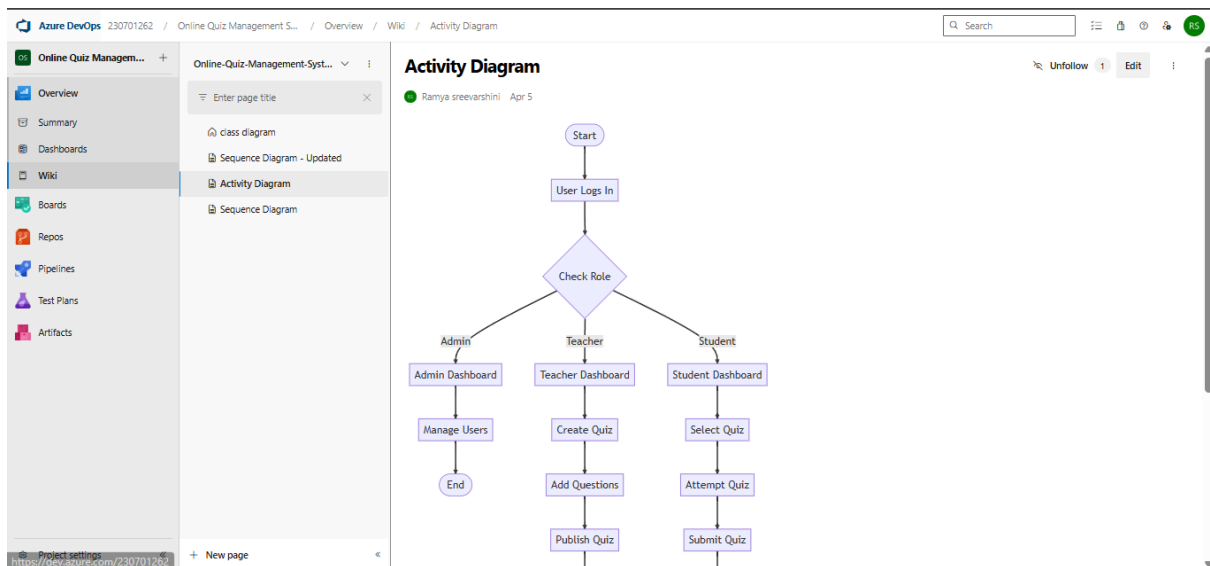 Azure DevOps 230701262 / Online Quiz Management S... / Overview / Wiki / Activity Diagram
Search
RS
OS Online Quiz Managem... +
Overview
Summary
Dashboards
Wiki
Boards
Repos
Pipelines
Test Plans
Artifacts
Project settings
https://dev.azure.com/230701262
Online-Quiz-Management-Syst...
Enter page title
class diagram
Sequence Diagram - Updated
Activity Diagram
Sequence Diagram
+ New page
Activity Diagram
Unfollow 1 Edit
Ramya sreevarshini Apr 5
Start
User Logs In
Check Role
Admin Teacher Student
Admin Dashboard Teacher Dashboard Student Dashboard
Manage Users Create Quiz Select Quiz
End Add Questions Attempt Quiz
Publish Quiz Submit Quiz